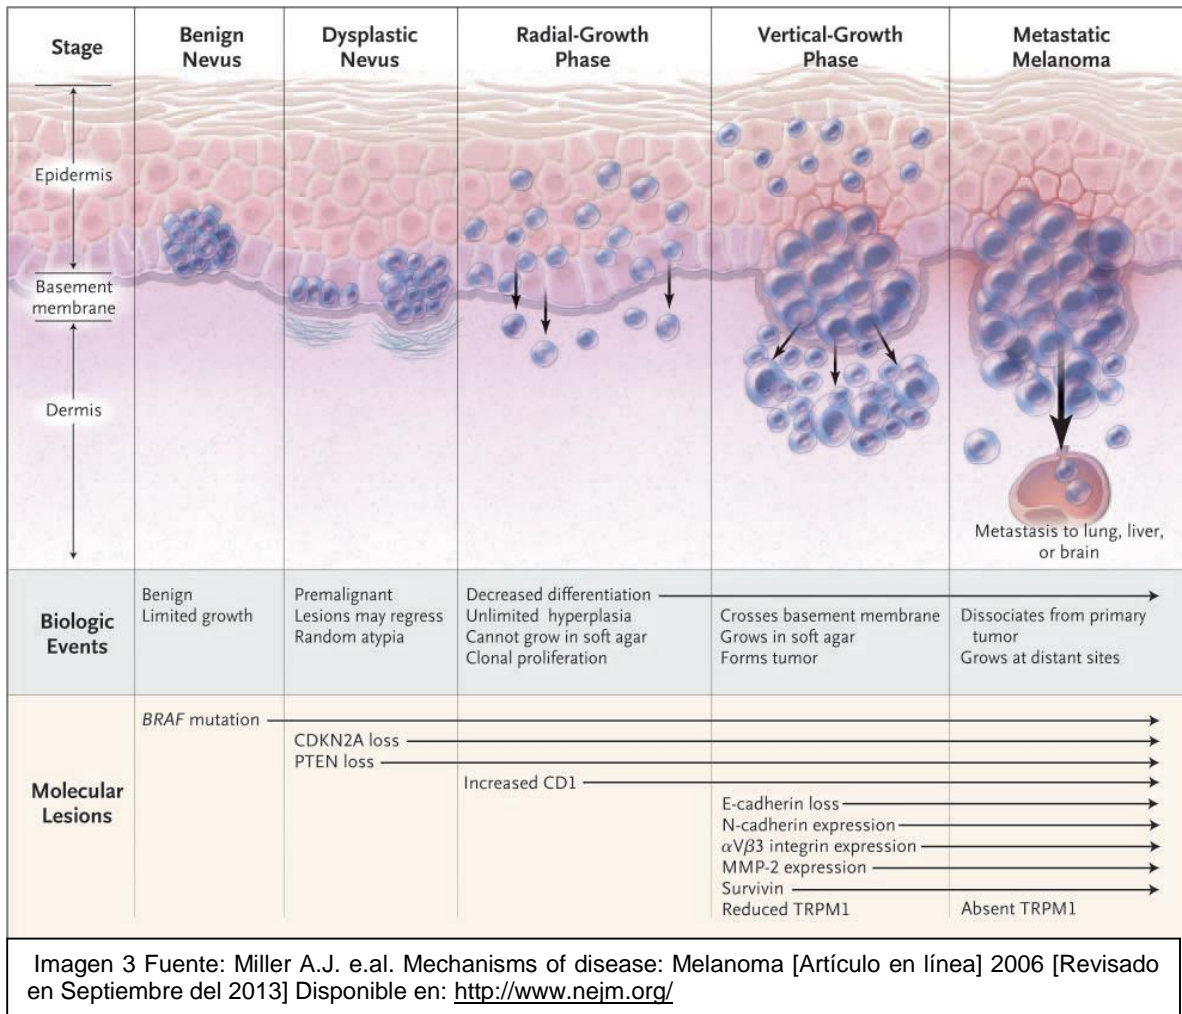 Stage
Benign
Nevus
Dysplastic
Nevus
Radial-Growth
Phase
Vertical-Growth
Phase
Metastatic
Melanoma
Epidermis
Basement
membrane
Dermis
Metastasis to lung, liver,
or brain
Biologic
Events
Benign
Limited growth
Premalignant
Lesions may regress
Random atypia
Decreased differentiation
Unlimited hyperplasia
Cannot grow in soft agar
Clonal proliferation
Crosses basement membrane
Grows in soft agar
Forms tumor
Dissociates from primary
tumor
Grows at distant sites
Molecular
Lesions
BRAF mutation
CDKN2A loss
PTEN loss
Increased CD1
E-cadherin loss
N-cadherin expression
αVβ3 integrin expression
MMP-2 expression
Survivin
Reduced TRPM1
Absent TRPM1
Imagen 3 Fuente: Miller A.J. e.al. Mechanisms of disease: Melanoma [Artículo en línea] 2006 [Revisado
en Septiembre del 2013] Disponible en: http://www.nejm.org/